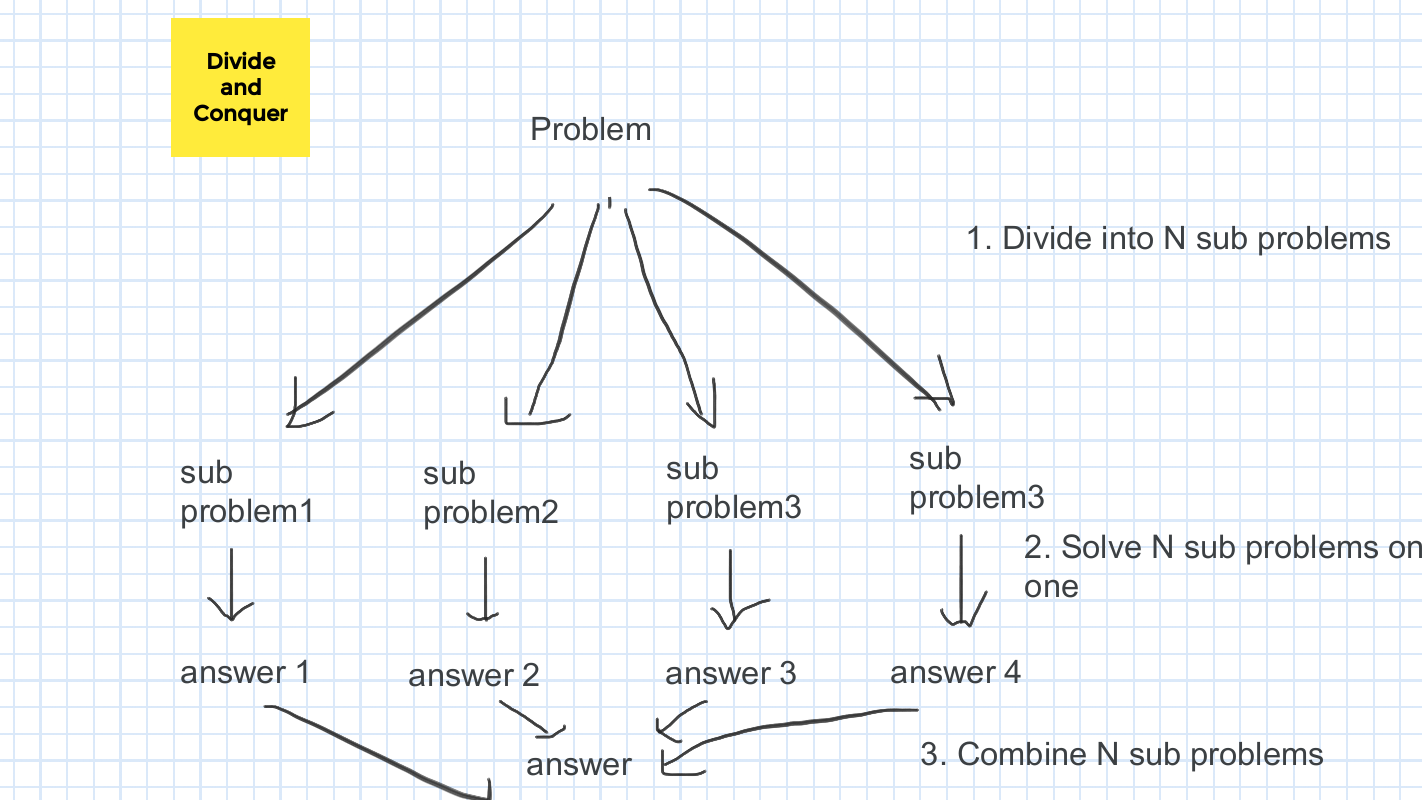 Divide
and
Conquer
Problem
1. Divide into N sub problems
sub
problem1
sub
problem2
sub
problem3
sub
problem3
2. Solve N sub problems on
one
answer 1
answer 2
answer 3
answer 4
answer
3. Combine N sub problems